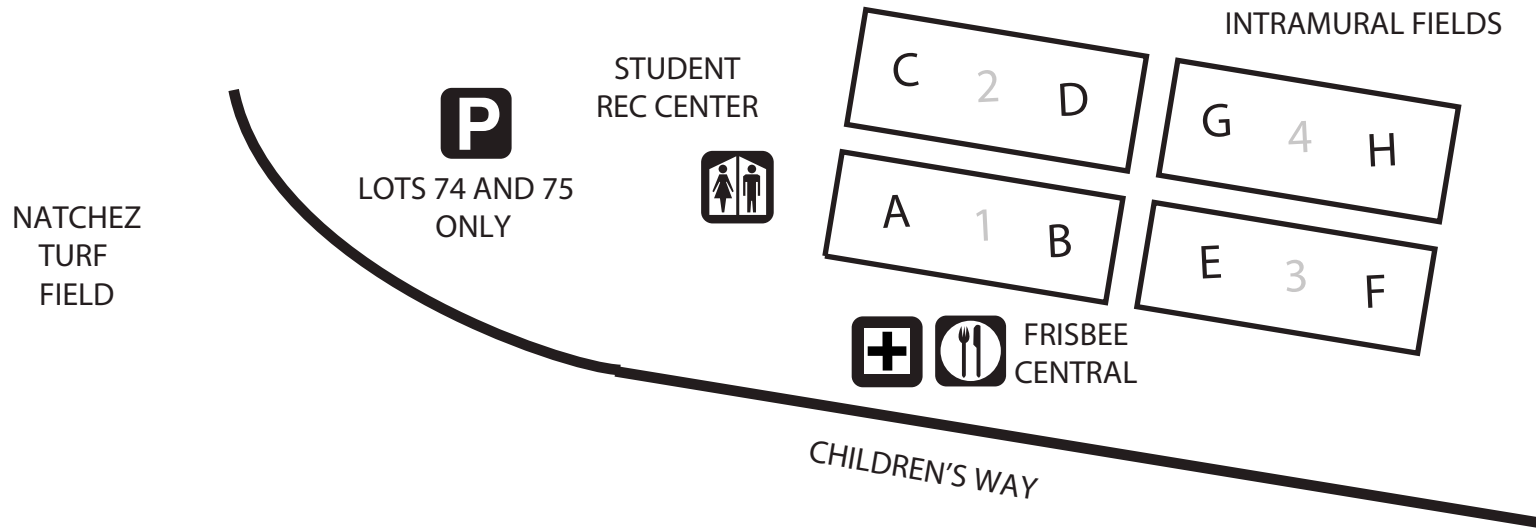 INTRAMURAL FIELDS
C 2 D
G 4 H
STUDENT
REC CENTER
P
LOTS 74 AND 75
ONLY
A 1 B
E 3 F
NATCHEZ
TURF
FIELD
FRISBEE
CENTRAL
CHILDREN'S WAY